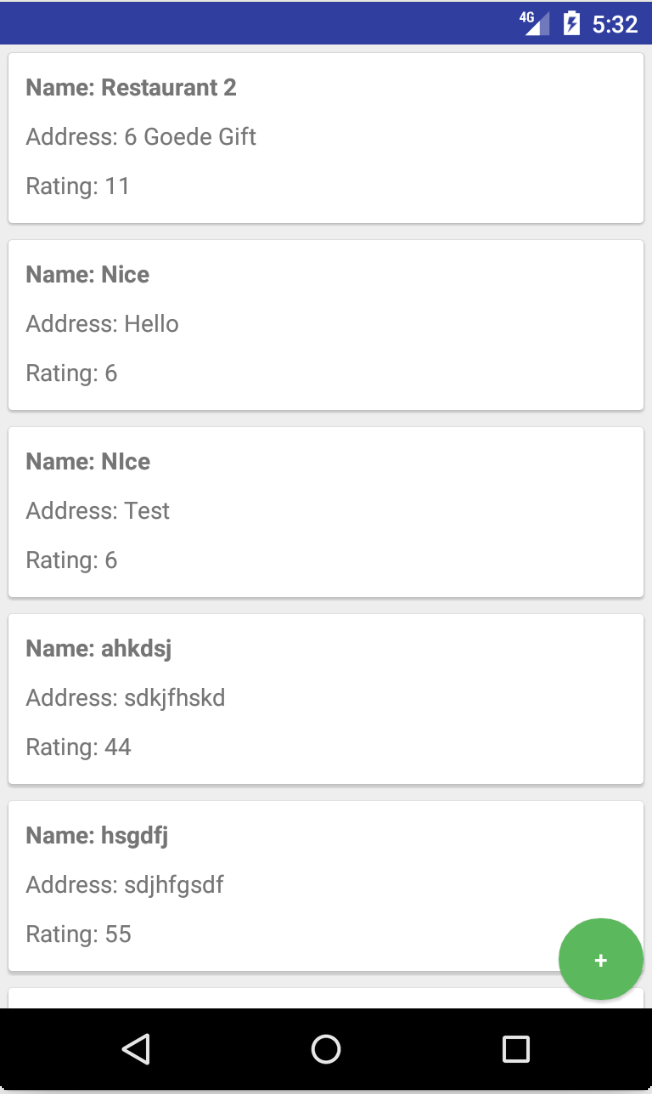 4G 5:32
Name: Restaurant 2
Address: 6 Goede Gift
Rating: 11
Name: Nice
Address: Hello
Rating: 6
Name: NIce
Address: Test
Rating: 6
Name: ahkdsj
Address: sdkjfhskd
Rating: 44
Name: hsgdfj
Address: sdjhfgsdf
Rating: 55
+